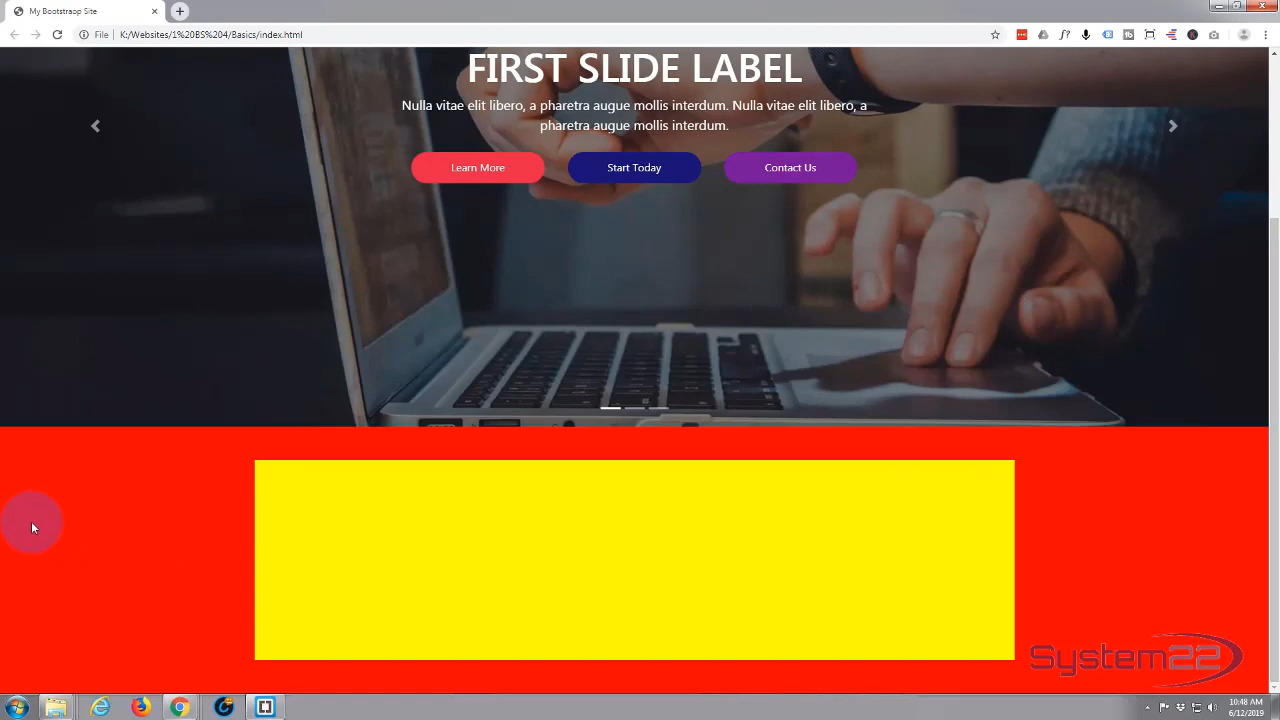 My Bootstraop Site
File
K:/Websites/1%20BS%204/Basics/index.html
FIRST SLIDE LABEL
Nulla vitae elit libero, a pharetra augue mollis interdum. Nulla vitae elit libero, a
pharetra augue mollis interdum.
Learn More
Start Today
Contact Us
System22
10:48 AM
6/12/2019